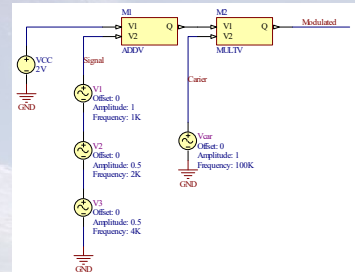 M1
V1
Q
V2
ADDV
M2
V1
Q
V2
MULTV
Modulated
VCC
2V
GND
Signal
Carier
V1
Offset: 0
Amplitude: 1
Frequency: 1K
V2
Offset: 0
Amplitude: 0.5
Frequency: 2K
V3
Offset: 0
Amplitude: 0.5
Frequency: 4K
GND
Vcar
Offset: 0
Amplitude: 1
Frequency: 100K
GND